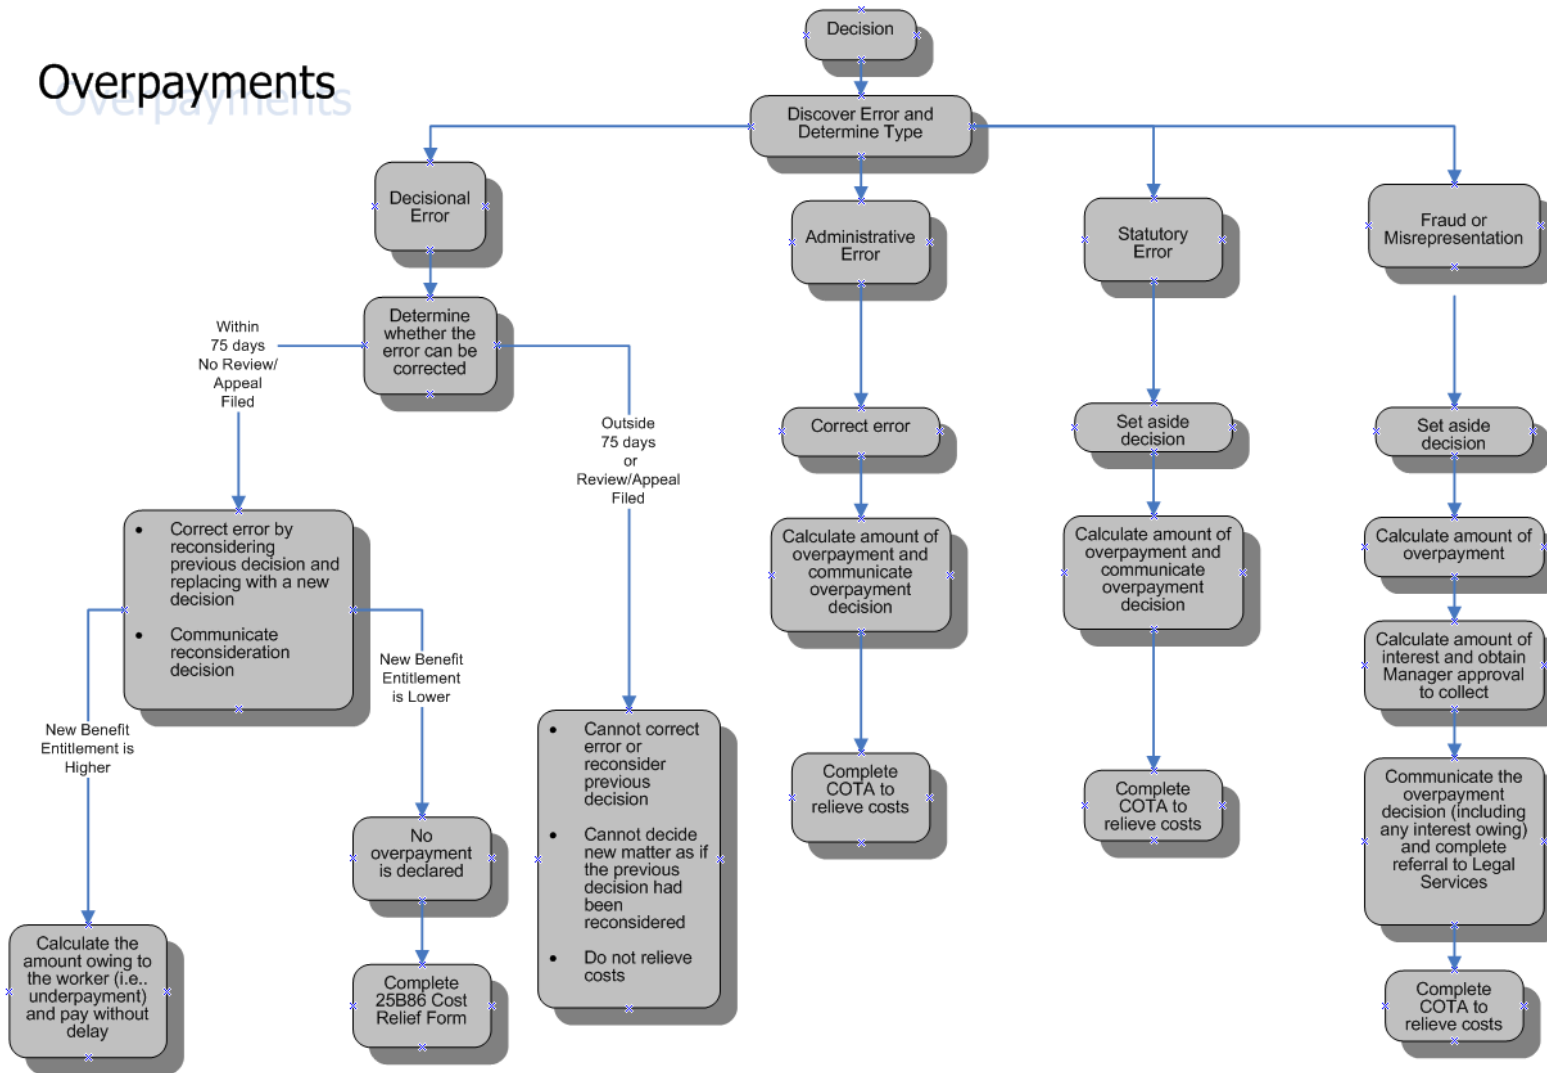 Overpayments
Decision
Discover Error and
Determine Type
Decisional
Error
Determine
whether the
error can be
corrected
Within
75 days
No Review/
Appeal
Filed
Outside
75 days
or
Review/Appeal
Filed
• Correct error by
reconsidering
previous decision and
replacing with a new
decision
• Communicate
reconsideration
decision
New Benefit
Entitlement is
Higher
New Benefit
Entitlement
is Lower
Calculate the
amount owing to
the worker (i.e..
underpayment)
and pay without
delay
No
overpayment
is declared
Complete
25B86 Cost
Relief Form
• Cannot correct
error or
reconsider
previous
decision
• Cannot decide
new matter as if
the previous
decision had
been
reconsidered
• Do not relieve
costs
Administrative
Error
Correct error
Calculate amount of
overpayment and
communicate
overpayment
decision
Complete
COTA to
relieve costs
Statutory
Error
Set aside
decision
Calculate amount of
overpayment and
communicate
overpayment
decision
Complete
COTA to
relieve costs
Fraud or
Misrepresentation
Set aside
decision
Calculate amount of
overpayment
Calculate amount of
interest and obtain
Manager approval
to collect
Communicate the
overpayment
decision (including
any interest owing)
and complete
referral to Legal
Services
Complete
COTA to
relieve costs